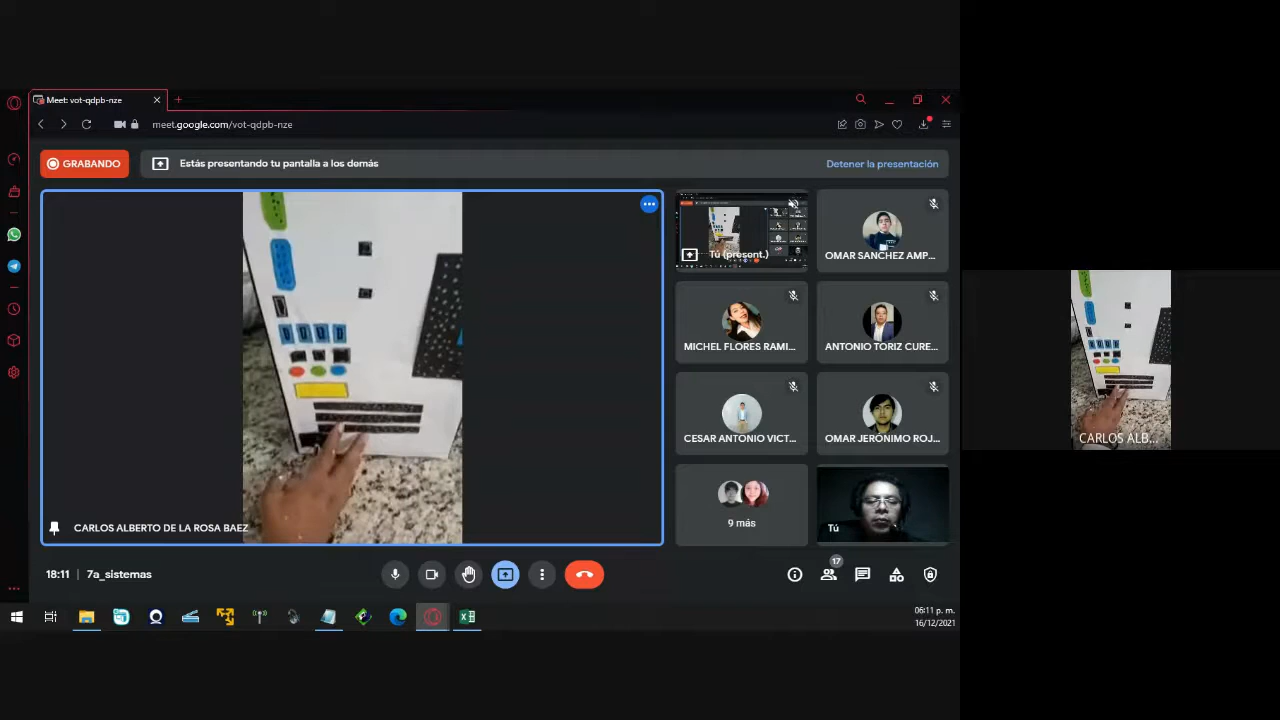 Meet: vot-qdpb-nze
meet.google.com/vot-qdpb-nze
GRABANDO
Estás presentando tu pantalla a los demás
Detener la presentación
Tú (present.)
OMAR SANCHEZ AMP...
MICHEL FLORES RAMI...
ANTONIO TORIZ CURE...
CESAR ANTONIO VICT...
OMAR JERÓNIMO ROJ...
9 más
Tú
CARLOS ALBERTO DE LA ROSA BAEZ
CARLOS ALB...
18:11 | 7a_sistemas
17
06:11 p. m.
16/12/2021